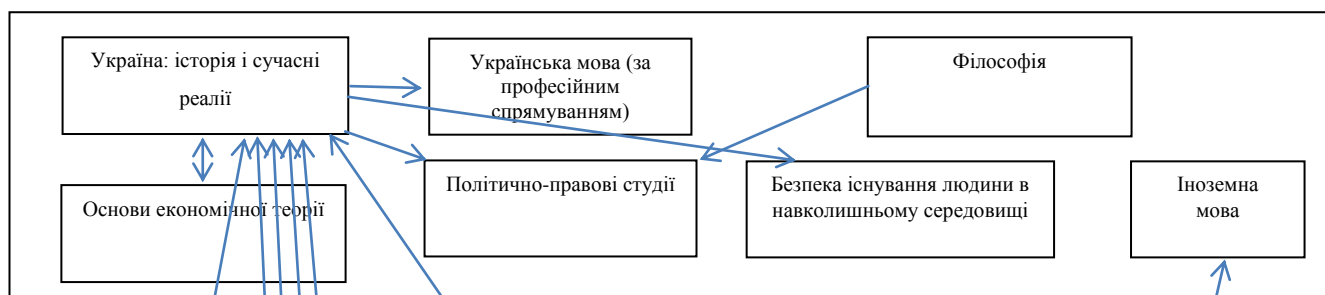 Україна: історія і сучасні
реалії
Українська мова (за
професійним
спрямуванням)
Філософія
Основи економічної теорії
Політично-правові студії
Безпека існування людини в
навколишньому середовищі
Іноземна
мова